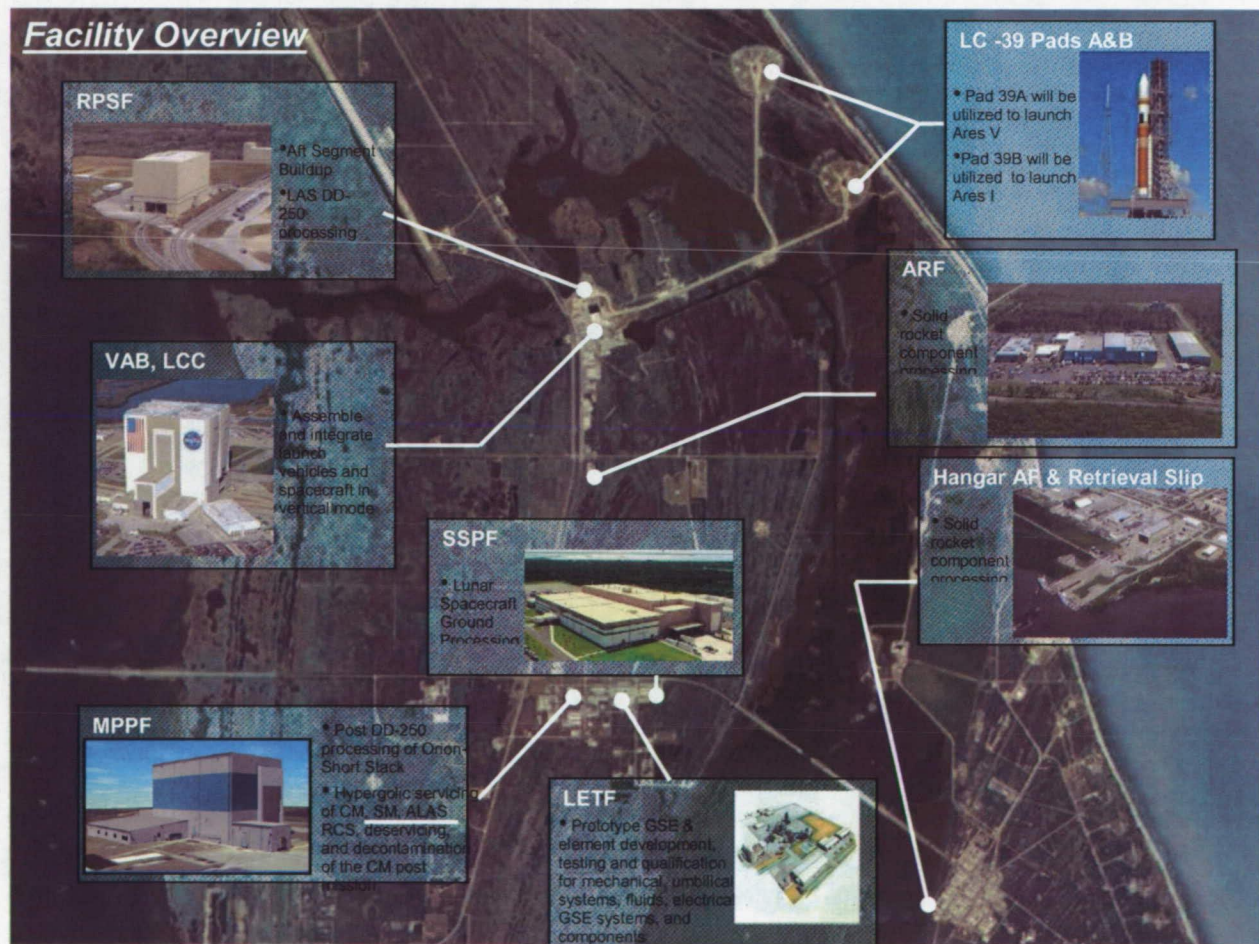 Facility Overview
RPSF
•Aft Segment
Buildup
•LAS DD-
250
processing
LC -39 Pads A&B
• Pad 39A will be
utilized to launch
Ares V
•Pad 39B will be
utilized to launch
Ares I
ARF
• Solid
rocket
component
processing
VAB, LCC
• Assemble
and integrate
launch
vehicles and
spacecraft in
vertical mode
Hangar AF & Retrieval Slip
• Solid
rocket
component
processing
SSPF
• Lunar
Spacecraft
Ground
Processing
MPPF
• Post DD-250
processing of Orion-
Short Stack
• Hypergolic servicing
of CM, SM, ALAS
RCS, deservicing,
and decontamination
of the CM post
mission
LETF
• Prototype GSE &
element development,
testing and qualification
for mechanical, umbilical
systems, fluids, electrical
GSE systems, and
components